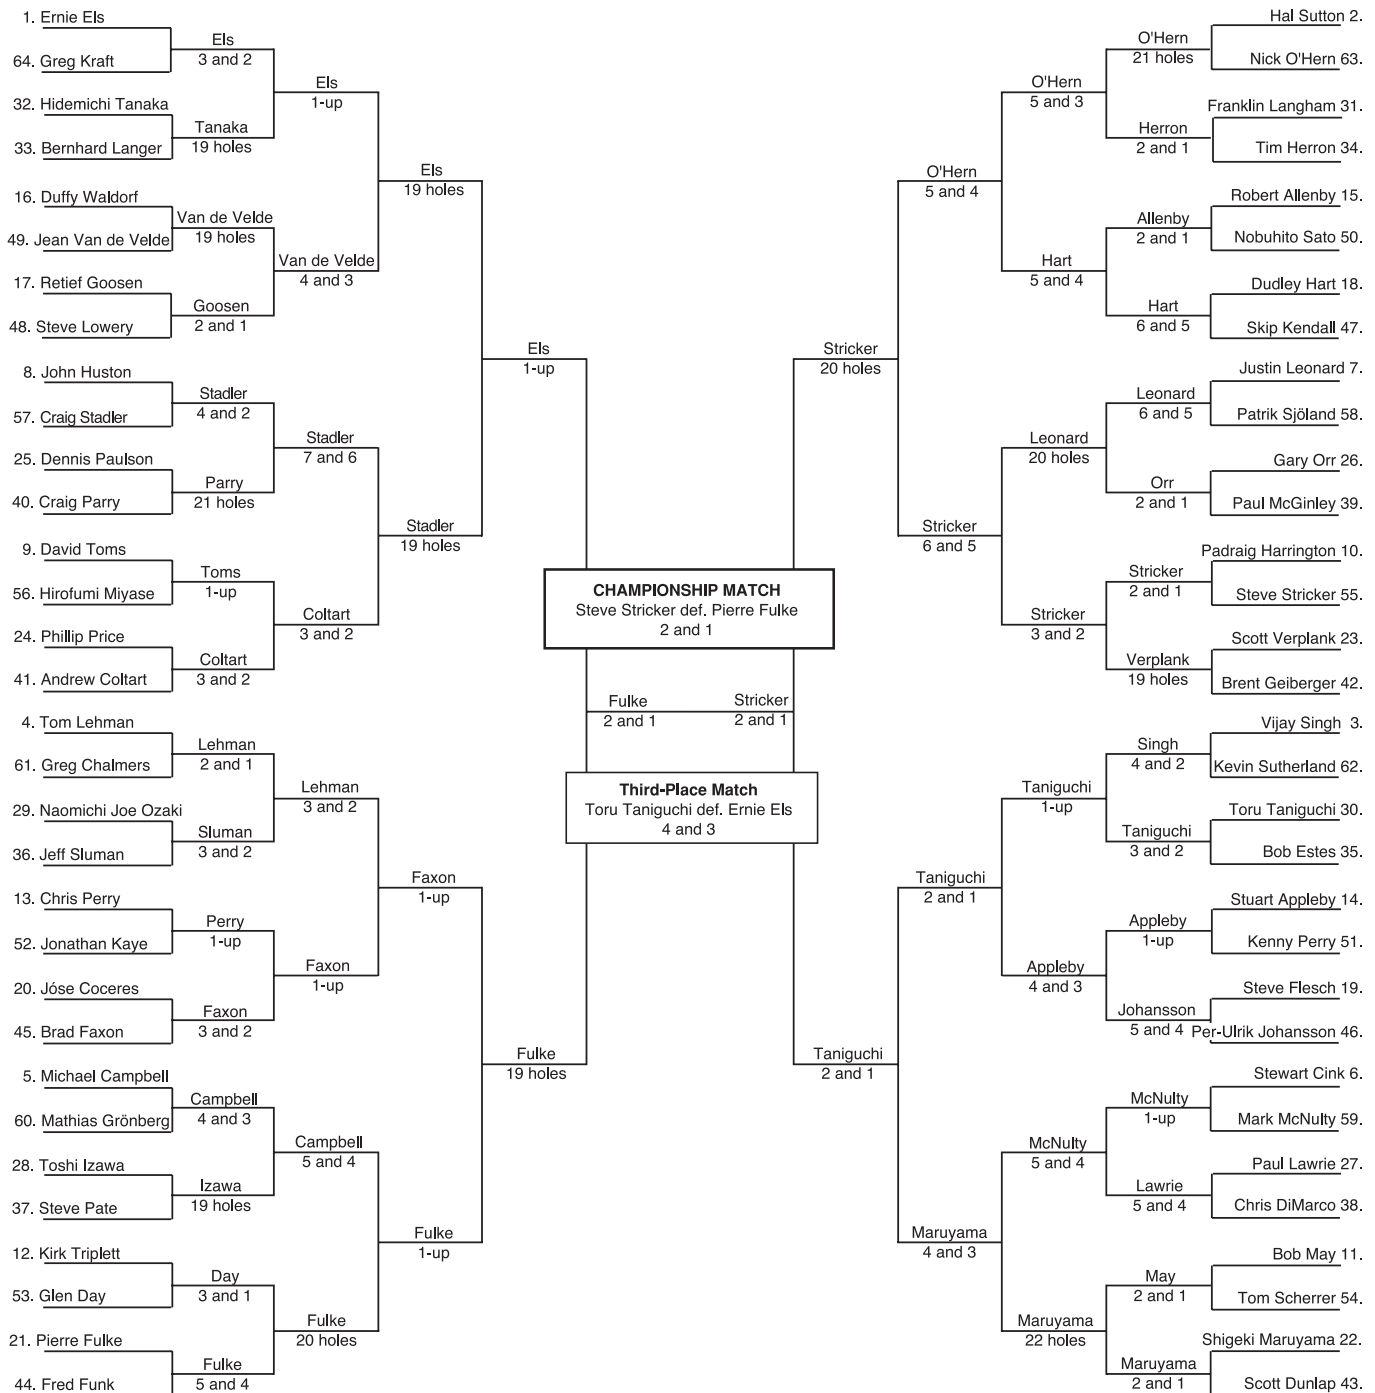 1. Ernie Els
64. Greg Kraft
32. Hidemichi Tanaka
33. Bernhard Langer
16. Duffy Waldorf
49. Jean Van de Velde
17. Retief Goosen
48. Steve Lowery
8. John Huston
57. Craig Stadler
25. Dennis Paulson
40. Craig Parry
9. David Toms
56. Hirofumi Miyase
24. Phillip Price
41. Andrew Coltart
4. Tom Lehman
61. Greg Chalmers
29. Naomichi Joe Ozaki
36. Jeff Sluman
13. Chris Perry
52. Jonathan Kaye
20. Jóse Coceres
45. Brad Faxon
5. Michael Campbell
60. Mathias Grönberg
28. Toshi Izawa
37. Steve Pate
12. Kirk Triplett
53. Glen Day
21. Pierre Fulke
44. Fred Funk
Els
3 and 2
Tanaka
19 holes
Van de Velde
19 holes
Goosen
2 and 1
Stadler
4 and 2
Parry
21 holes
Toms
1-up
Coltart
3 and 2
Lehman
2 and 1
Sluman
3 and 2
Perry
1-up
Faxon
3 and 2
Campbell
4 and 3
Izawa
19 holes
Day
3 and 1
Fulke
5 and 4
Els
1-up
Van de Velde
4 and 3
Stadler
7 and 6
Coltart
3 and 2
Lehman
3 and 2
Faxon
1-up
Campbell
5 and 4
Fulke
20 holes
Els
19 holes
Stadler
19 holes
Faxon
1-up
Fulke
1-up
Els
1-up
Fulke
19 holes
CHAMPIONSHIP MATCH
Steve Stricker def. Pierre Fulke
2 and 1
Fulke
2 and 1
Stricker
2 and 1
Third-Place Match
Toru Taniguchi def. Ernie Els
4 and 3
Stricker
20 holes
Taniguchi
2 and 1
O'Hern
5 and 4
Stricker
6 and 5
Taniguchi
2 and 1
Maruyama
4 and 3
O'Hern
5 and 3
Hart
5 and 4
Leonard
20 holes
Stricker
3 and 2
Taniguchi
1-up
Appleby
4 and 3
McNulty
5 and 4
Maruyama
22 holes
O'Hern
21 holes
Herron
2 and 1
Allenby
2 and 1
Hart
6 and 5
Leonard
6 and 5
Orr
2 and 1
Stricker
2 and 1
Verplank
19 holes
Singh
4 and 2
Taniguchi
3 and 2
Appleby
1-up
Johansson
5 and 4
McNulty
1-up
Lawrie
5 and 4
May
2 and 1
Maruyama
2 and 1
Hal Sutton 2.
Nick O'Hern 63.
Franklin Langham 31.
Tim Herron 34.
Robert Allenby 15.
Nobuhito Sato 50.
Dudley Hart 18.
Skip Kendall 47.
Justin Leonard 7.
Patrik Sjöland 58.
Gary Orr 26.
Paul McGinley 39.
Padraig Harrington 10.
Steve Stricker 55.
Scott Verplank 23.
Brent Geiberger 42.
Vijay Singh 3.
Kevin Sutherland 62.
Toru Taniguchi 30.
Bob Estes 35.
Stuart Appleby 14.
Kenny Perry 51.
Steve Flesch 19.
Per-Ulrik Johansson 46.
Stewart Cink 6.
Mark McNulty 59.
Paul Lawrie 27.
Chris DiMarco 38.
Bob May 11.
Tom Scherrer 54.
Shigeki Maruyama 22.
Scott Dunlap 43.